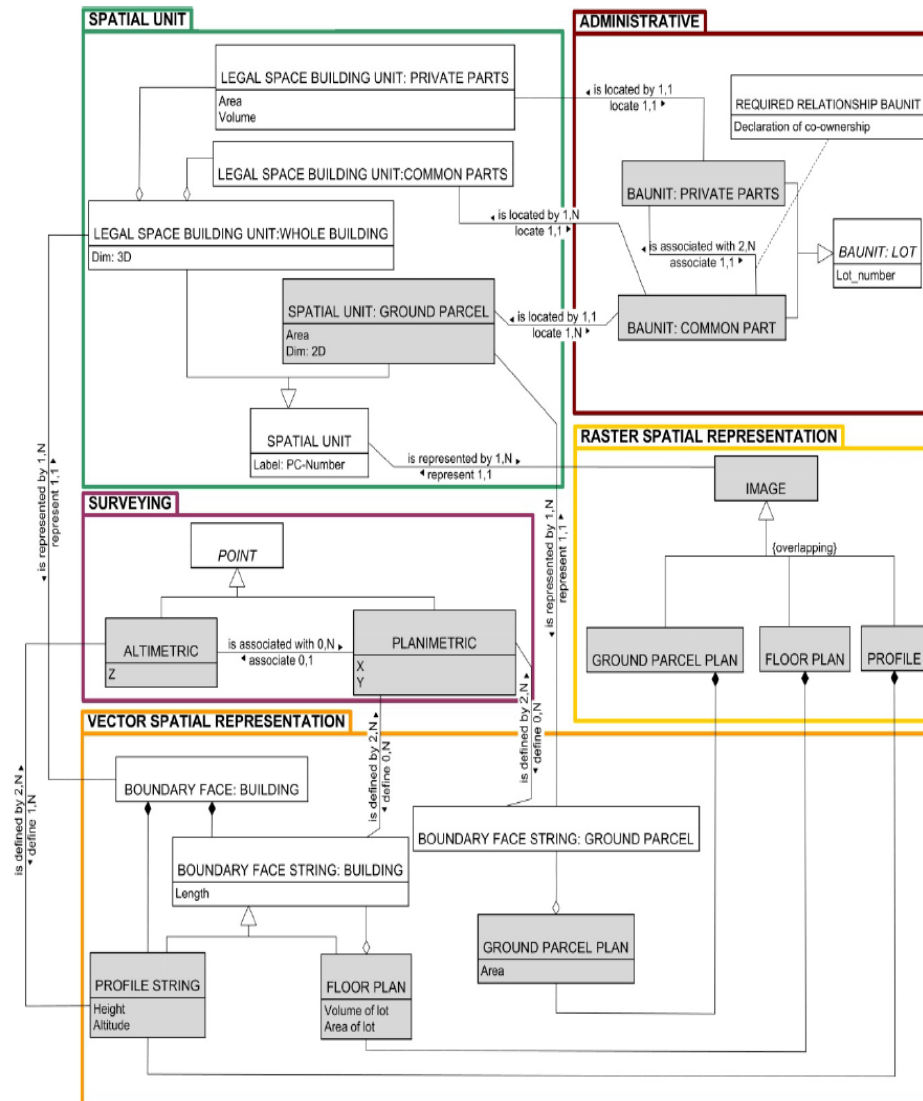 SPATIAL UNIT
LEGAL SPACE BUILDING UNIT: PRIVATE PARTS
Area
Volume
LEGAL SPACE BUILDING UNIT:COMMON PARTS
LEGAL SPACE BUILDING UNIT:WHOLE BUILDING
Dim: 3D
SPATIAL UNIT: GROUND PARCEL
Area
Dim: 2D
SPATIAL UNIT
Label: PC-Number
ADMINISTRATIVE
◄ is located by 1,1
locate 1,1 ►
REQUIRED RELATIONSHIP BAUNIT
Declaration of co-ownership
BAUNIT: PRIVATE PARTS
◄ is located by 1,N
locate 1,1 ►
◄ is associated with 2,N
associate 1,1 ►
BAUNIT: LOT
Lot_number
◄ is located by 1,1
locate 1,N ►
BAUNIT: COMMON PART
RASTER SPATIAL REPRESENTATION
is represented by 1,N ►
◄ represent 1,1
IMAGE
{overlapping}
GROUND PARCEL PLAN
FLOOR PLAN
PROFILE
◄ is represented by 1,N
represent 1,1 ►
◄ is represented by 1,N
represent 1,1 ►
SURVEYING
POINT
ALTIMETRIC
Z
is associated with 0,N ►
◄ associate 0,1
PLANIMETRIC
X
Y
is defined by 2,N ►
◄ define 0,N
is defined by 2,N ►
◄ define 0,N
is defined by 2,N ►
◄ define 1,N
VECTOR SPATIAL REPRESENTATION
BOUNDARY FACE: BUILDING
BOUNDARY FACE STRING: BUILDING
Length
BOUNDARY FACE STRING: GROUND PARCEL
GROUND PARCEL PLAN
Area
PROFILE STRING
Height
Altitude
FLOOR PLAN
Volume of lot
Area of lot